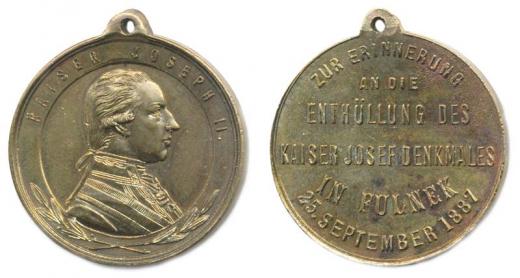 KAISER JOSEPH II.
ZUR ERINNERUNG
AN DIE
ENTHÜLLUNG DES
KAISER JOSEF DENKMALES
IN FULNEK
25. SEPTEMBER 1887